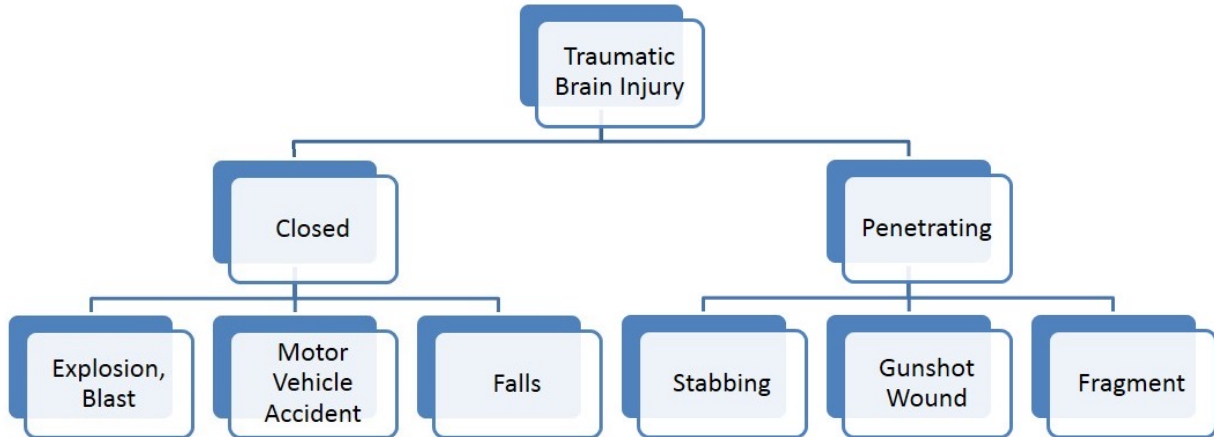 Traumatic
Brain Injury
Closed
Penetrating
Explosion,
Blast
Motor
Vehicle
Accident
Falls
Stabbing
Gunshot
Wound
Fragment